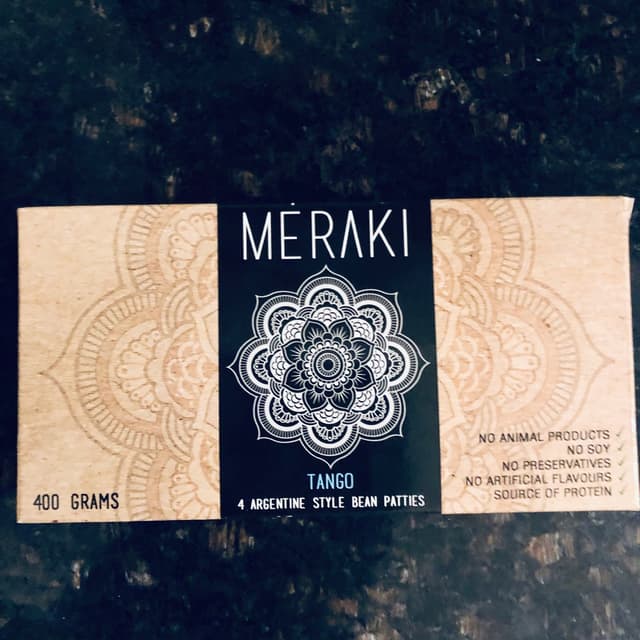 MERAKI
TANGO
4 ARGENTINE STYLE BEAN PATTIES
400 GRAMS
NO ANIMAL PRODUCTS ✓
NO SOY ✓
NO PRESERVATIVES ✓
NO ARTIFICIAL FLAVOURS ✓
SOURCE OF PROTEIN ✓